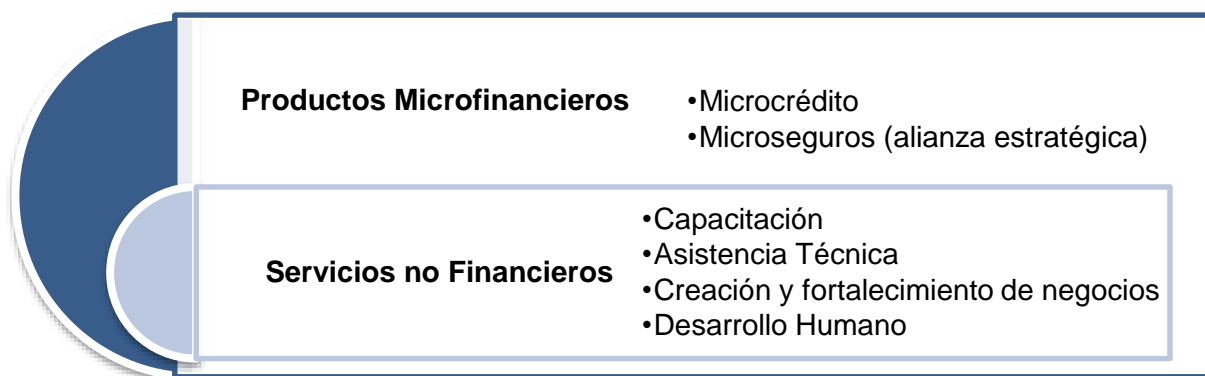 Productos Microfinancieros
•Microcrédito
•Microseguros (alianza estratégica)
Servicios no Financieros
•Capacitación
•Asistencia Técnica
•Creación y fortalecimiento de negocios
•Desarrollo Humano